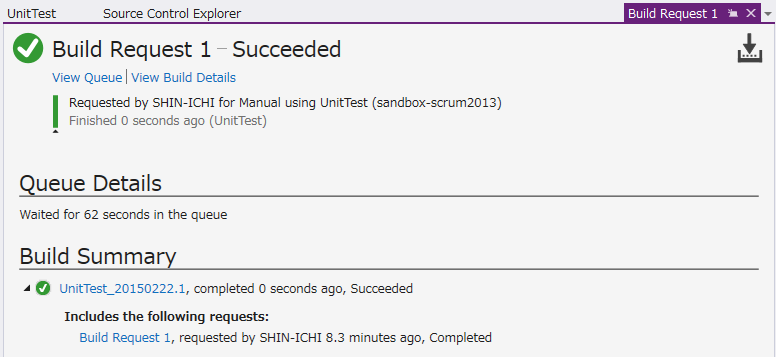 UnitTest Source Control Explorer Build Request 1
Build Request 1 – Succeeded
View Queue | View Build Details
Requested by SHIN-ICHI for Manual using UnitTest (sandbox-scrum2013)
Finished 0 seconds ago (UnitTest)
Queue Details
Waited for 62 seconds in the queue
Build Summary
UnitTest_20150222.1, completed 0 seconds ago, Succeeded
Includes the following requests:
Build Request 1, requested by SHIN-ICHI 8.3 minutes ago, Completed